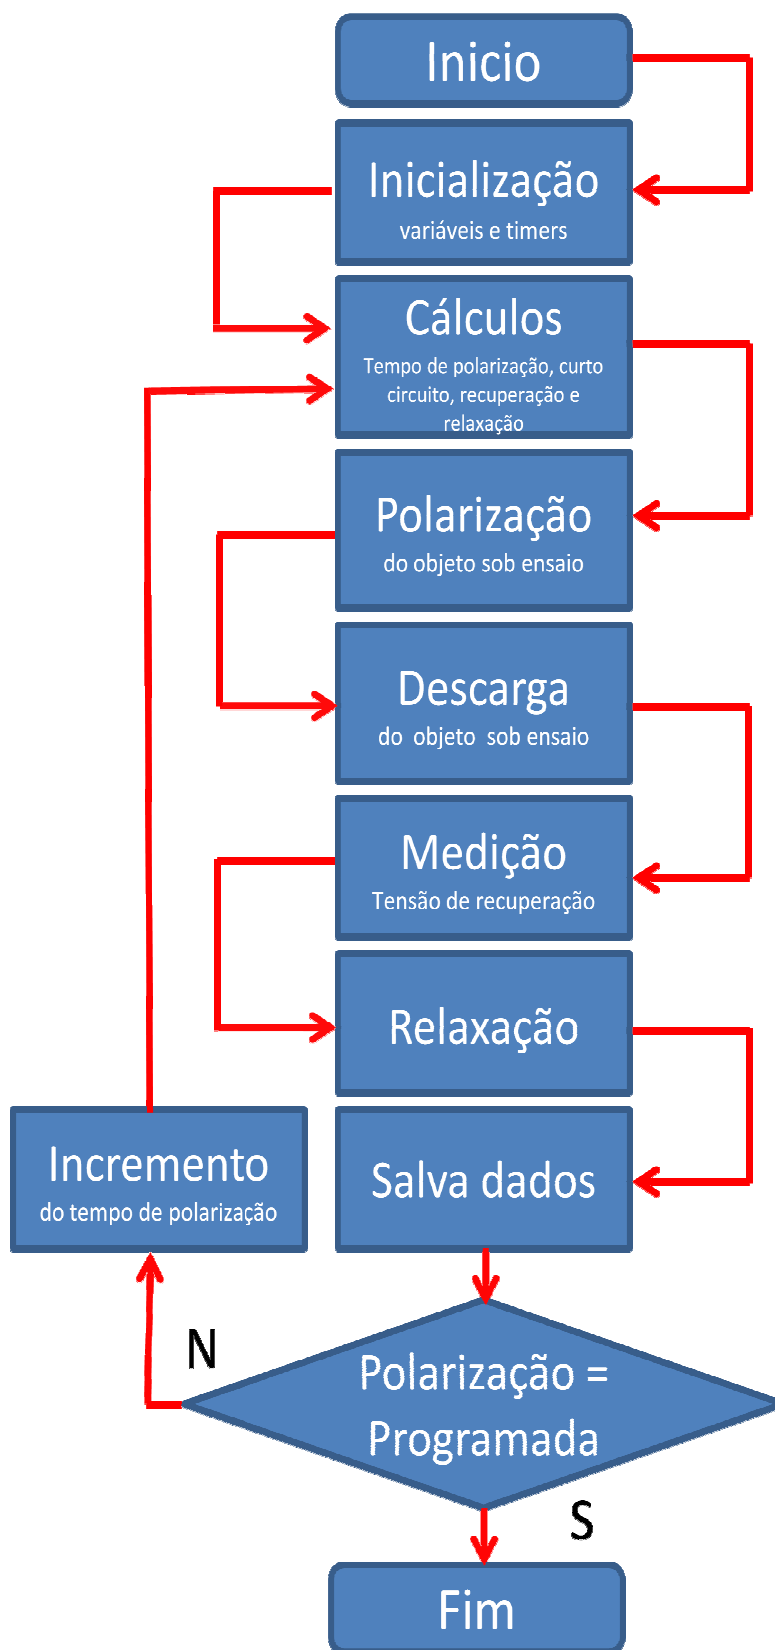 Inicio
Inicialização
variáveis e timers
Cálculos
Tempo de polarização, curto
circuito, recuperação e
relaxação
Polarização
do objeto sob ensaio
Descarga
do objeto sob ensaio
Medição
Tensão de recuperação
Relaxação
Salva dados
Incremento
do tempo de polarização
N
Polarização =
Programada
S
Fim